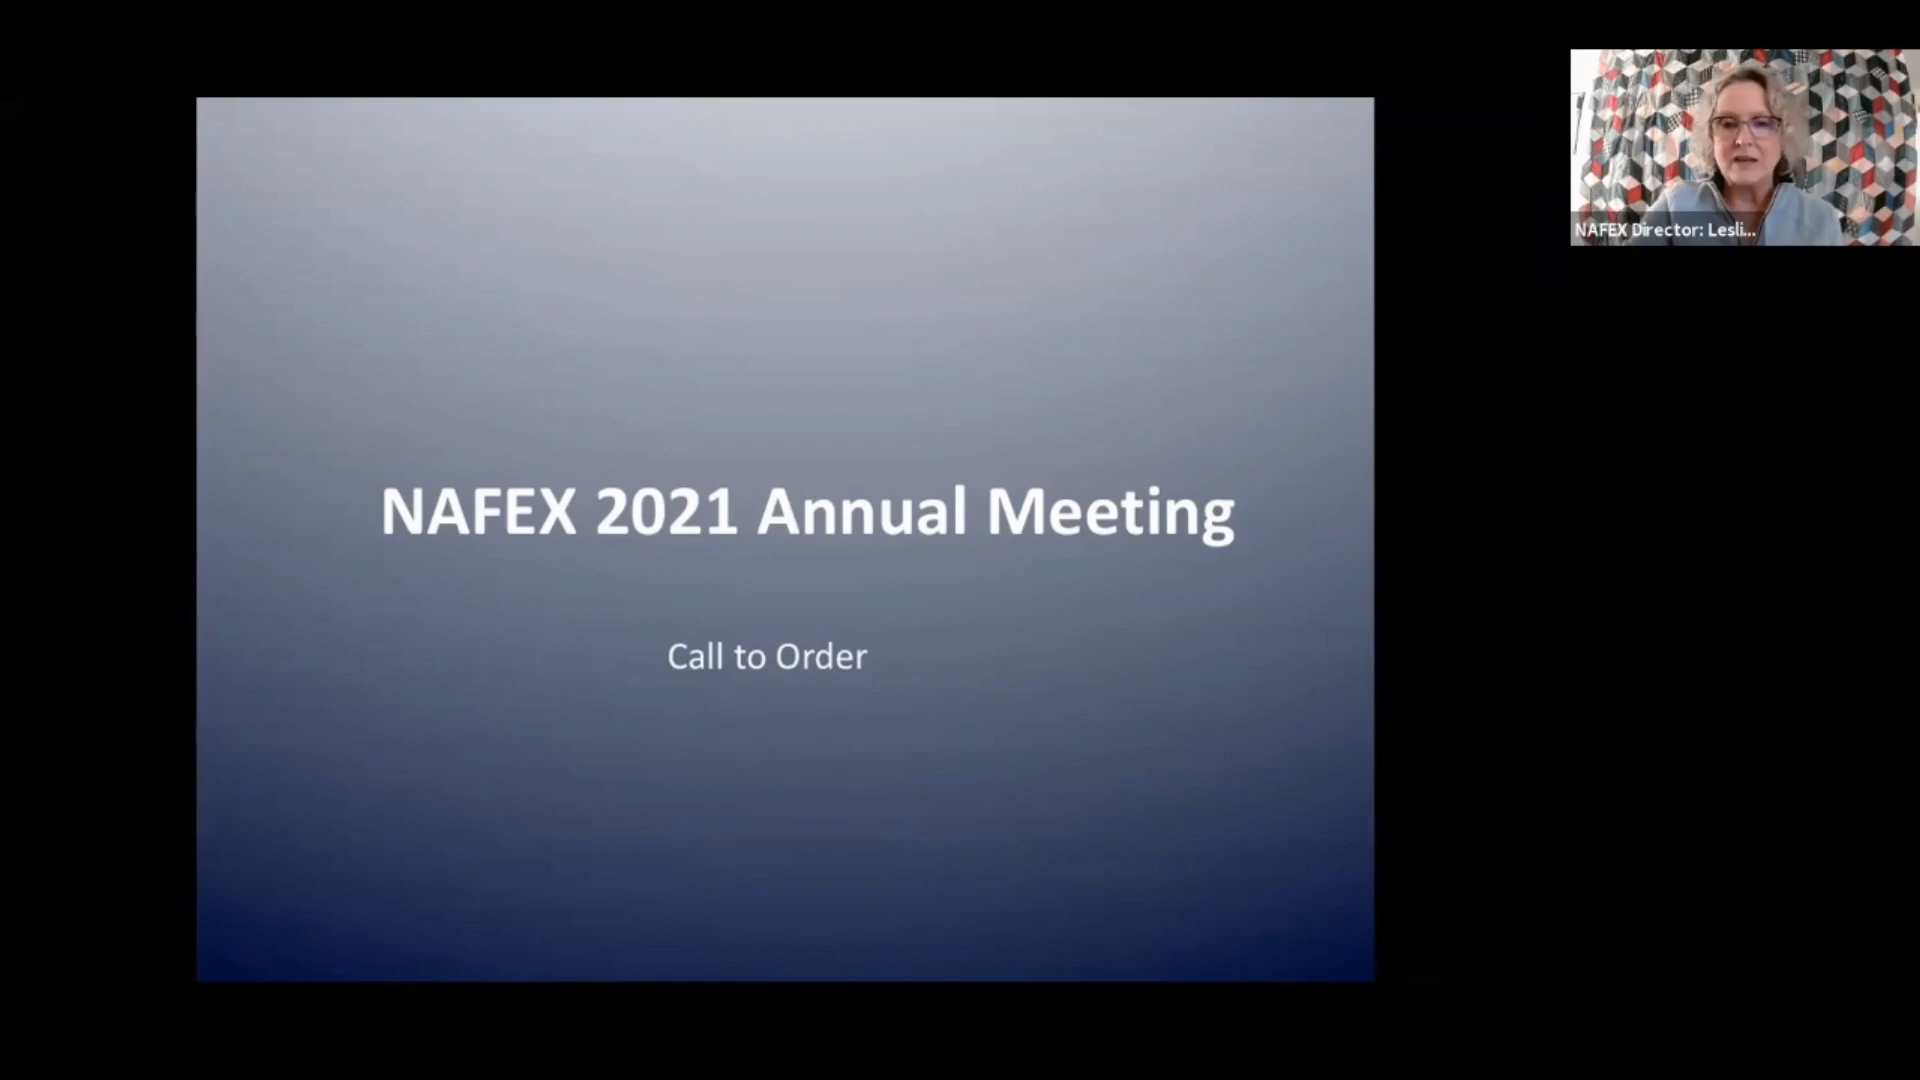 NAFEX 2021 Annual Meeting
Call to Order
NAFEX Director: Lesli...